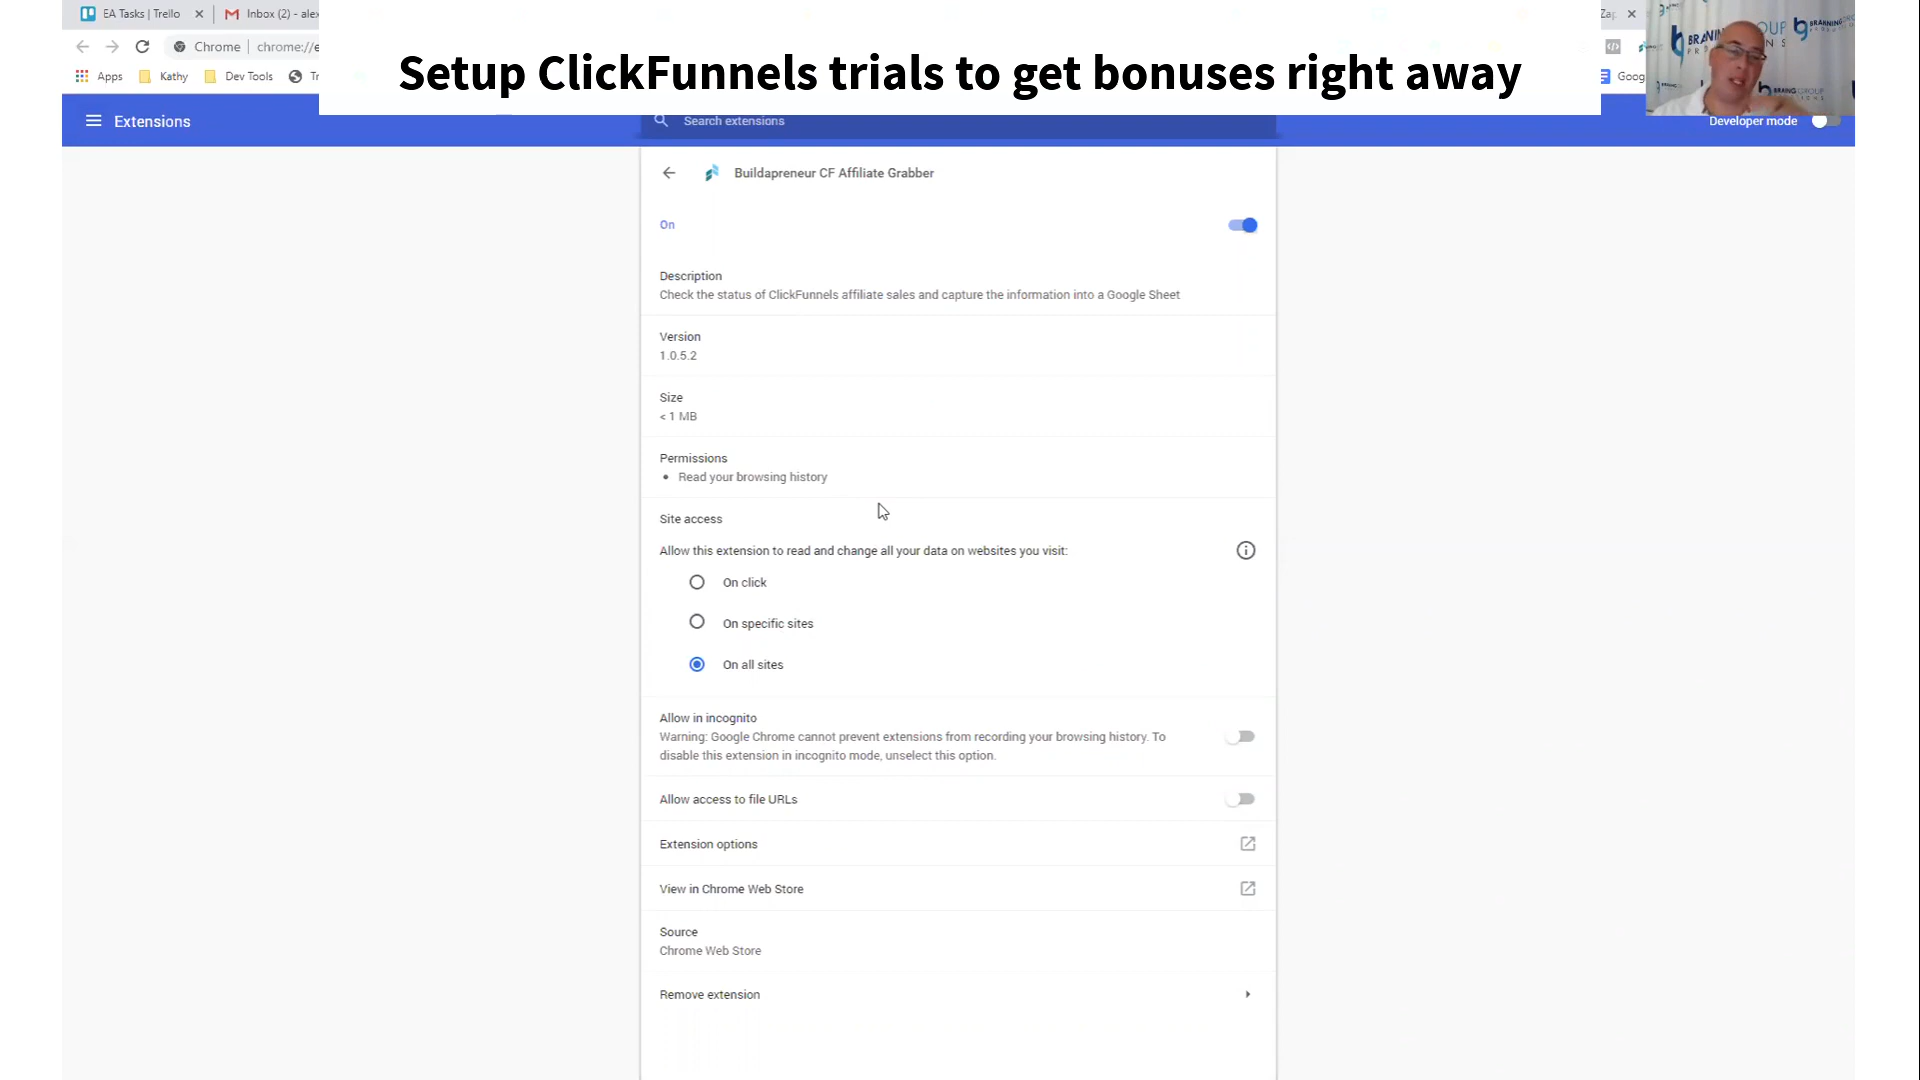 EA Tasks | Trello
Inbox (2) - alex
Zap
Chrome
chrome://e
Setup ClickFunnels trials to get bonuses right away
Apps
Kathy
Dev Tools
Tr
Goog
Extensions
Search extensions
Developer mode
Buildapreneur CF Affiliate Grabber
On
Description
Check the status of ClickFunnels affiliate sales and capture the information into a Google Sheet
Version
1.0.5.2
Size
< 1 MB
Permissions
• Read your browsing history
Site access
Allow this extension to read and change all your data on websites you visit:
On click
On specific sites
On all sites
Allow in incognito
Warning: Google Chrome cannot prevent extensions from recording your browsing history. To
disable this extension in incognito mode, unselect this option.
Allow access to file URLs
Extension options
View in Chrome Web Store
Source
Chrome Web Store
Remove extension